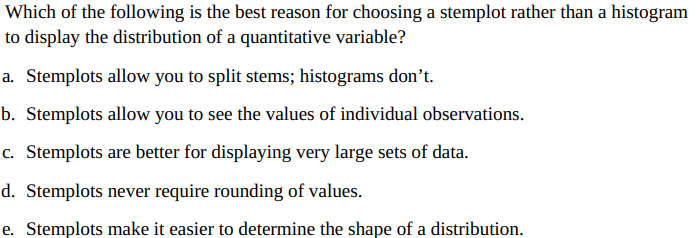 Which of the following is the best reason for choosing a stemplot rather than a histogram
to display the distribution of a quantitative variable?
a. Stemplots allow you to split stems; histograms don’t.
b. Stemplots allow you to see the values of individual observations.
c. Stemplots are better for displaying very large sets of data.
d. Stemplots never require rounding of values.
e. Stemplots make it easier to determine the shape of a distribution.